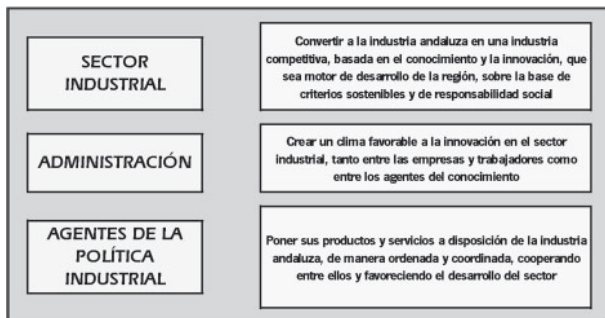 SECTOR
INDUSTRIAL
Convertir a la industria andaluza en una industria
competitiva, basada en el conocimiento y la innovación, que
sea motor de desarrollo de la región, sobre la base de
criterios sostenibles y de responsabilidad social
ADMINISTRACIÓN
Crear un clima favorable a la innovación en el sector
industrial, tanto entre las empresas y trabajadores como
entre los agentes del conocimiento
AGENTES DE LA
POLÍTICA
INDUSTRIAL
Poner sus productos y servicios a disposición de la industria
andaluza, de manera ordenada y coordinada, cooperando
entre ellos y favoreciendo el desarrollo del sector